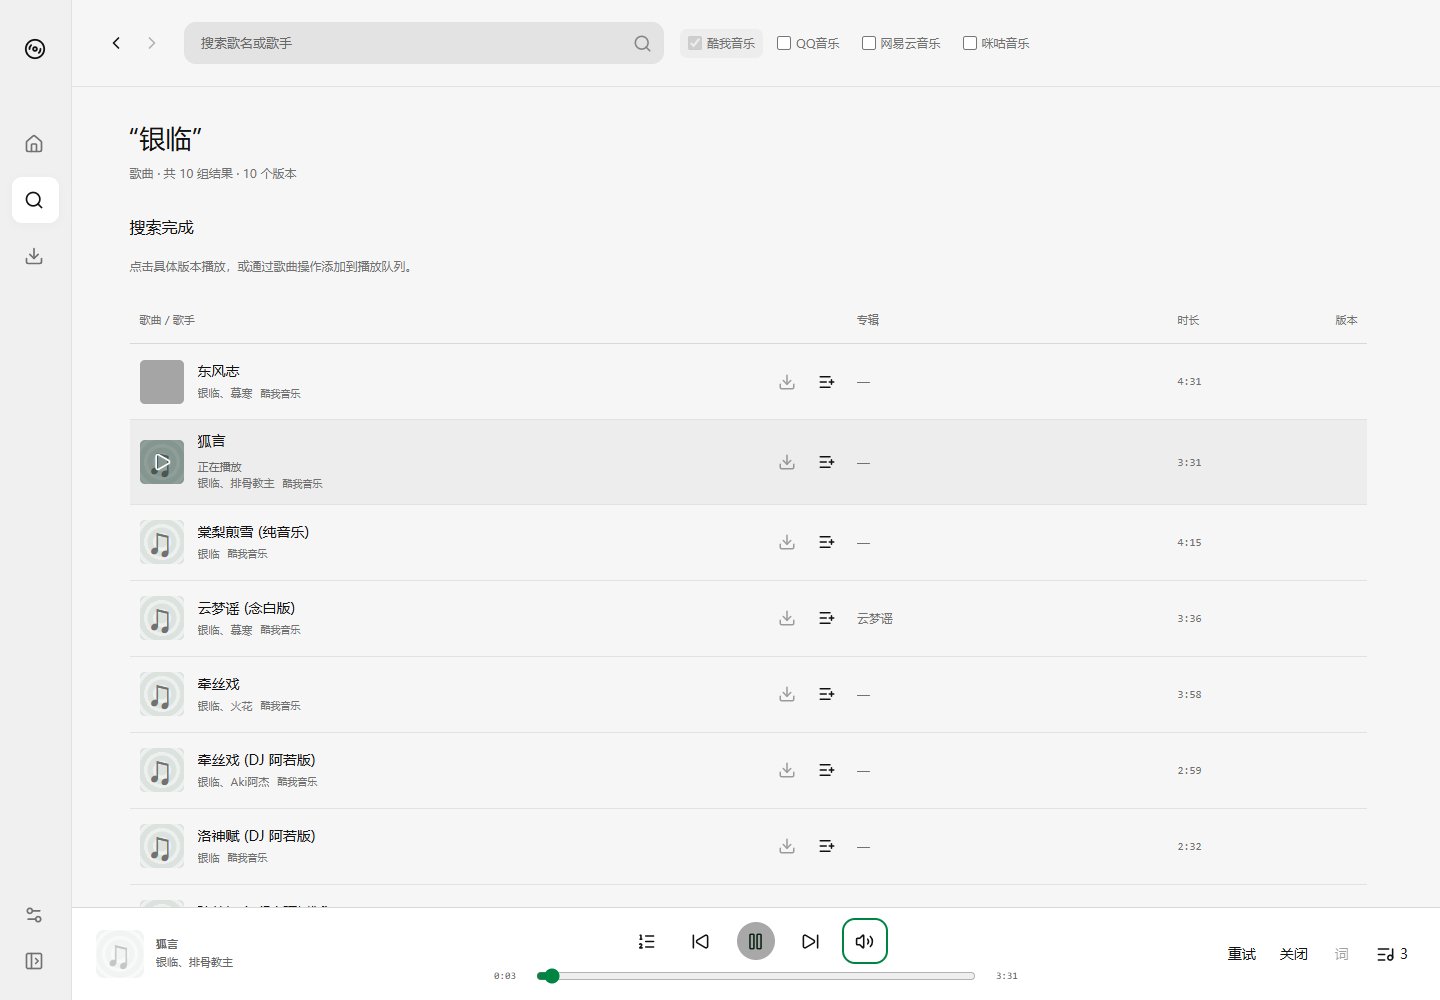 搜索歌名或歌手
酷我音乐 QQ音乐 网易云音乐 咪咕音乐
“银临”
歌曲 · 共 10 组结果 · 10 个版本
搜索完成
点击具体版本播放，或通过歌曲操作添加到播放队列。
歌曲 / 歌手 专辑 时长 版本
东风志
银临、慕寒 酷我音乐 — 4:31
狐言
正在播放
银临、排骨教主 酷我音乐 — 3:31
棠梨煎雪 (纯音乐)
银临 酷我音乐 — 4:15
云梦谣 (念白版)
银临、慕寒 酷我音乐 云梦谣 3:36
牵丝戏
银临、火花 酷我音乐 — 3:58
牵丝戏 (DJ 阿若版)
银临、Aki阿杰 酷我音乐 — 2:59
洛神赋 (DJ 阿若版)
银临 酷我音乐 — 2:32
狐言
银临、排骨教主
0:03 3:31
重试 关闭 词 3